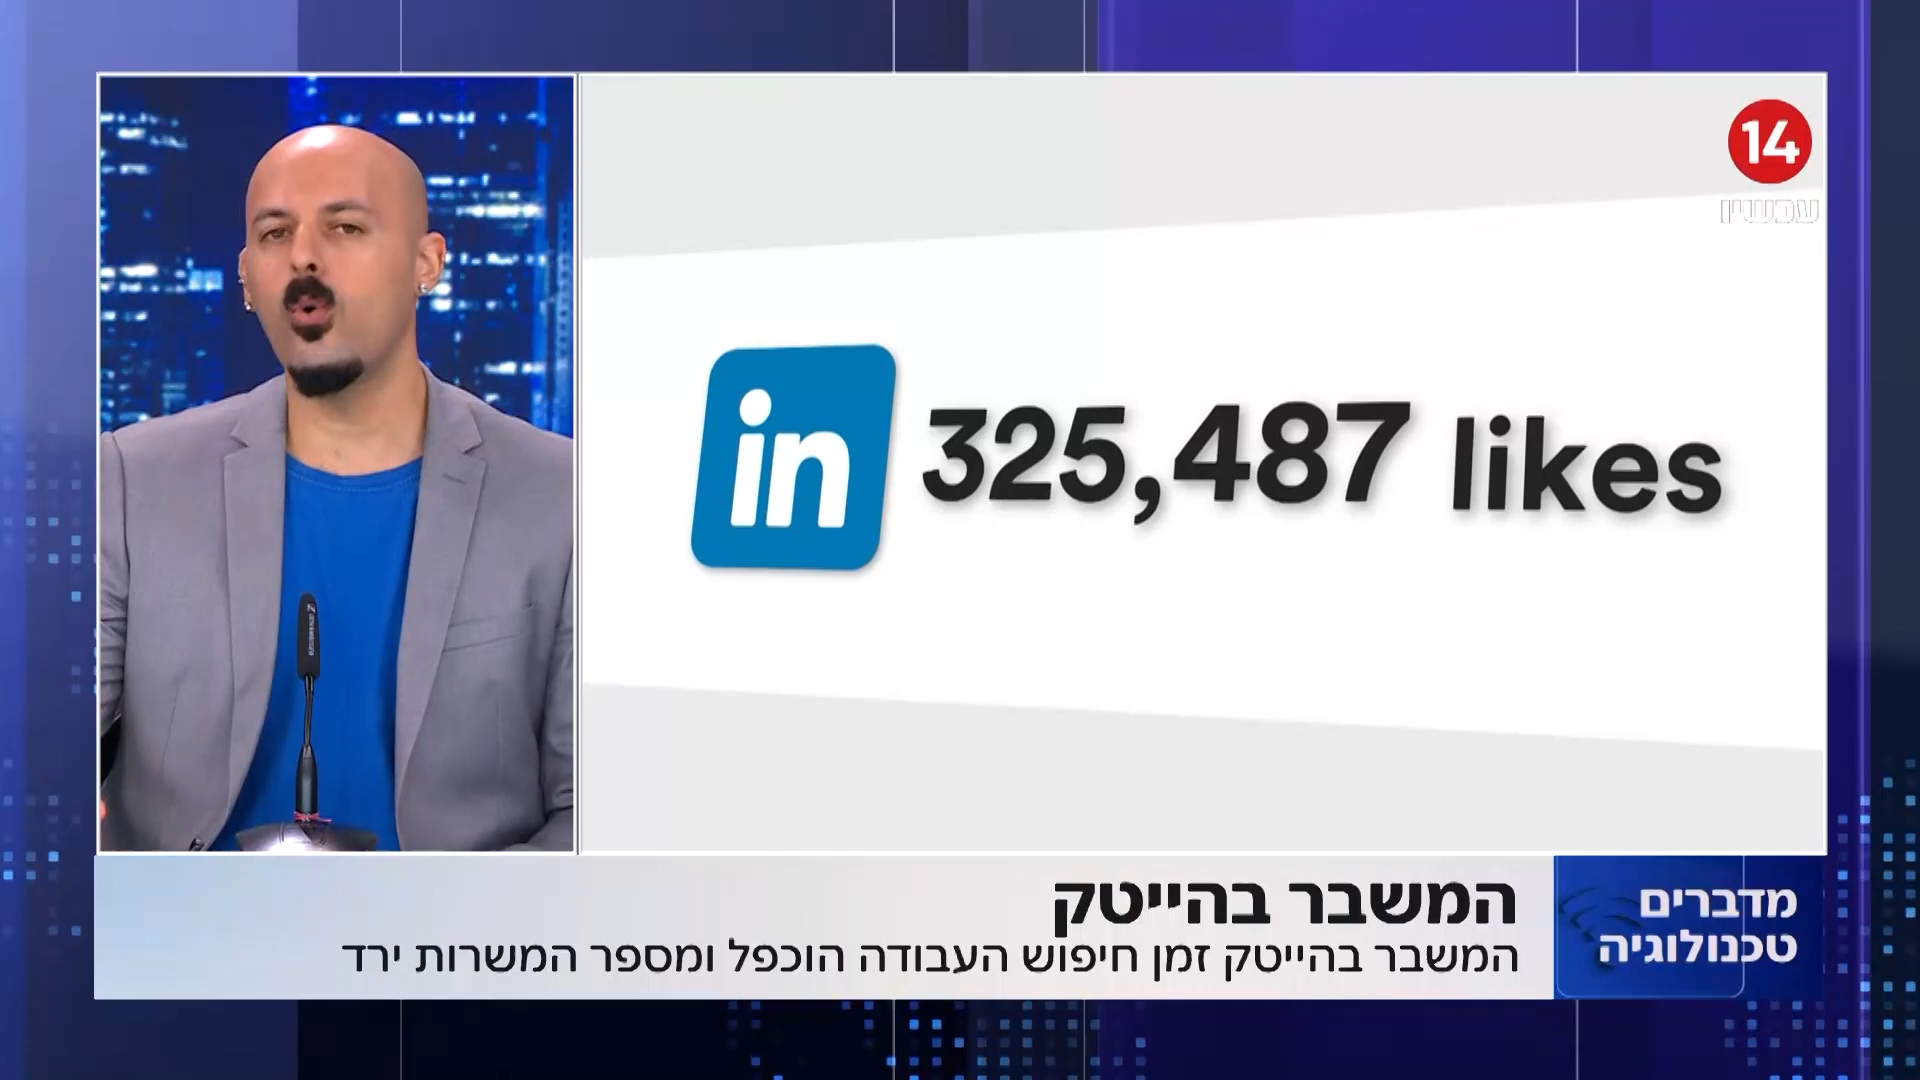 14
עכשיו
in 325,487 likes
המשבר בהייטק
המשבר בהייטק זמן חיפוש העבודה הוכפל ומספר המשרות ירד
מדברים
טכנולוגיה